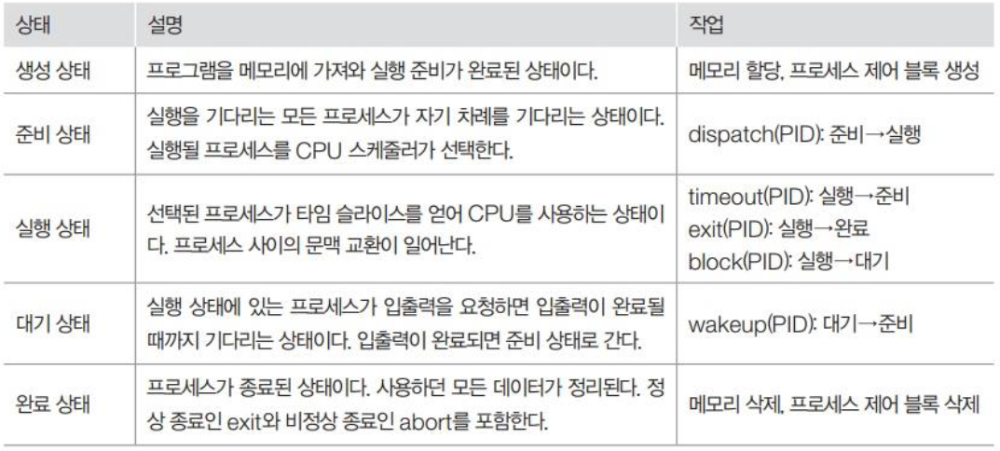 상태 설명 작업
생성 상태 프로그램을 메모리에 가져와 실행 준비가 완료된 상태이다. 메모리 할당, 프로세스 제어 블록 생성
준비 상태
실행을 기다리는 모든 프로세스가 자기 차례를 기다리는 상태이다.
실행될 프로세스를 CPU 스케줄러가 선택한다.
dispatch(PID): 준비→실행
실행 상태
선택된 프로세스가 타임 슬라이스를 얻어 CPU를 사용하는 상태이
다. 프로세스 사이의 문맥 교환이 일어난다.
timeout(PID): 실행→준비
exit(PID): 실행→완료
block(PID): 실행→대기
대기 상태
실행 상태에 있는 프로세스가 입출력을 요청하면 입출력이 완료될
때까지 기다리는 상태이다. 입출력이 완료되면 준비 상태로 간다.
wakeup(PID): 대기→준비
완료 상태
프로세스가 종료된 상태이다. 사용하던 모든 데이터가 정리된다. 정
상 종료인 exit와 비정상 종료인 abort를 포함한다.
메모리 삭제, 프로세스 제어 블록 삭제